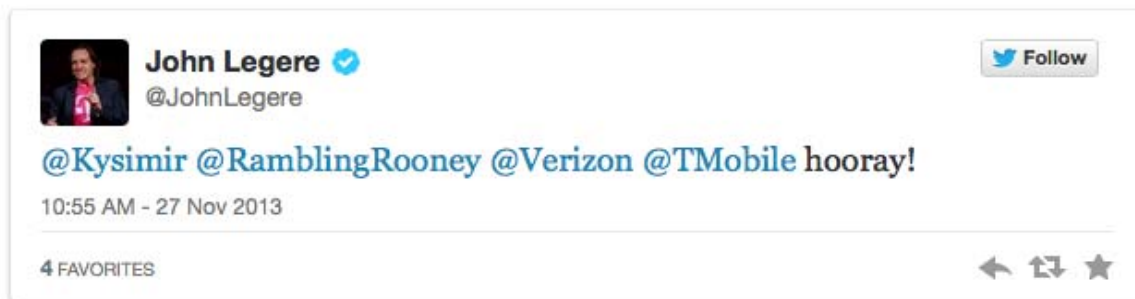 John Legere
Follow
@JohnLegere
@Kysimir @RamblingRooney @Verizon @TMobile hooray!
10:55 AM - 27 Nov 2013
4 FAVORITES